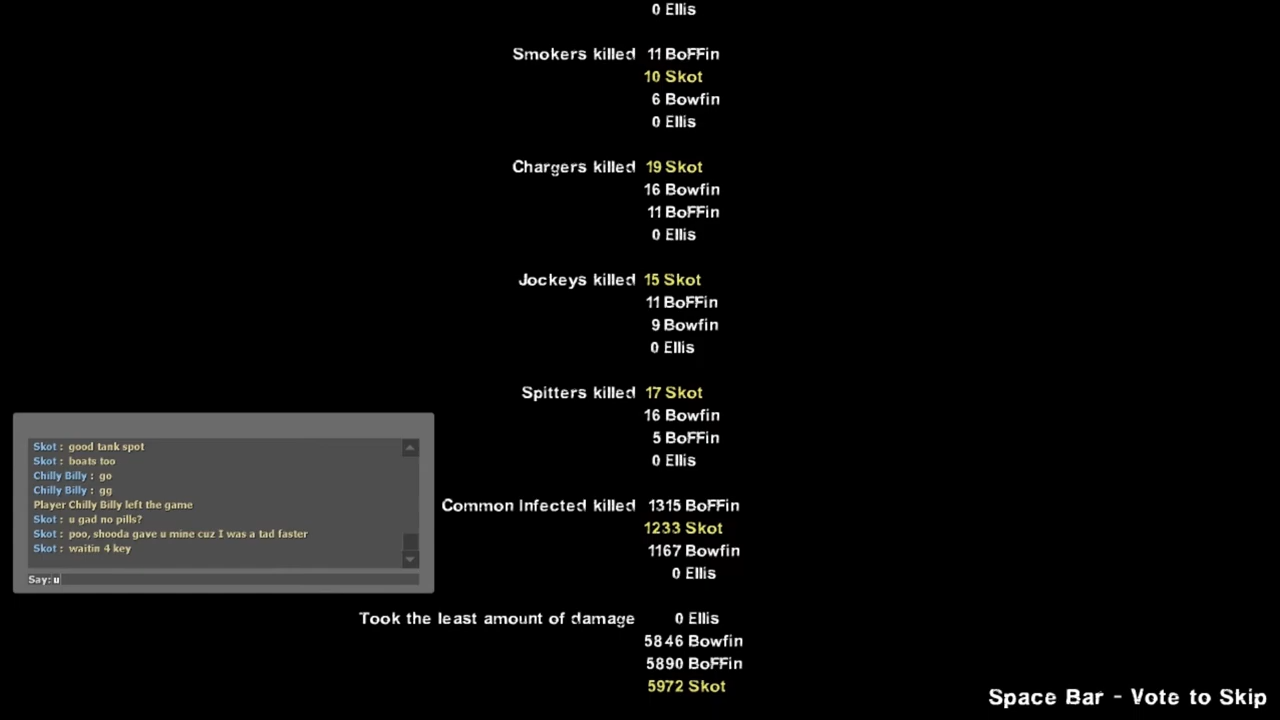 0 Ellis
Smokers killed 11 BoFFin
10 Skot
6 Bowfin
0 Ellis
Chargers killed 19 Skot
16 Bowfin
11 BoFFin
0 Ellis
Jockeys killed 15 Skot
11 BoFFin
9 Bowfin
0 Ellis
Spitters killed 17 Skot
16 Bowfin
5 BoFFin
0 Ellis
Skot : good tank spot
Skot : boats too
Chilly Billy : go
Chilly Billy : gg
Player Chilly Billy left the game
Skot : u gad no pills?
Skot : poo, shooda gave u mine cuz I was a tad faster
Skot : waitin 4 key
Say: u
Common Infected killed 1315 BoFFin
1233 Skot
1167 Bowfin
0 Ellis
Took the least amount of damage 0 Ellis
5846 Bowfin
5890 BoFFin
5972 Skot
Space Bar - Vote to Skip